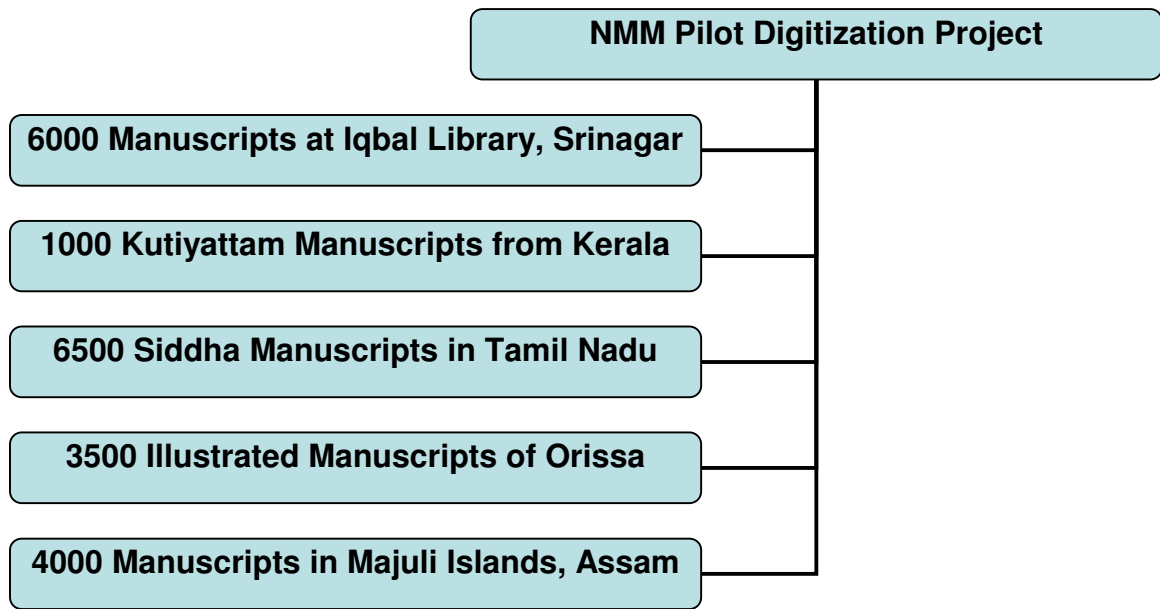 NMM Pilot Digitization Project
6000 Manuscripts at Iqbal Library, Srinagar
1000 Kutiyattam Manuscripts from Kerala
6500 Siddha Manuscripts in Tamil Nadu
3500 Illustrated Manuscripts of Orissa
4000 Manuscripts in Majuli Islands, Assam